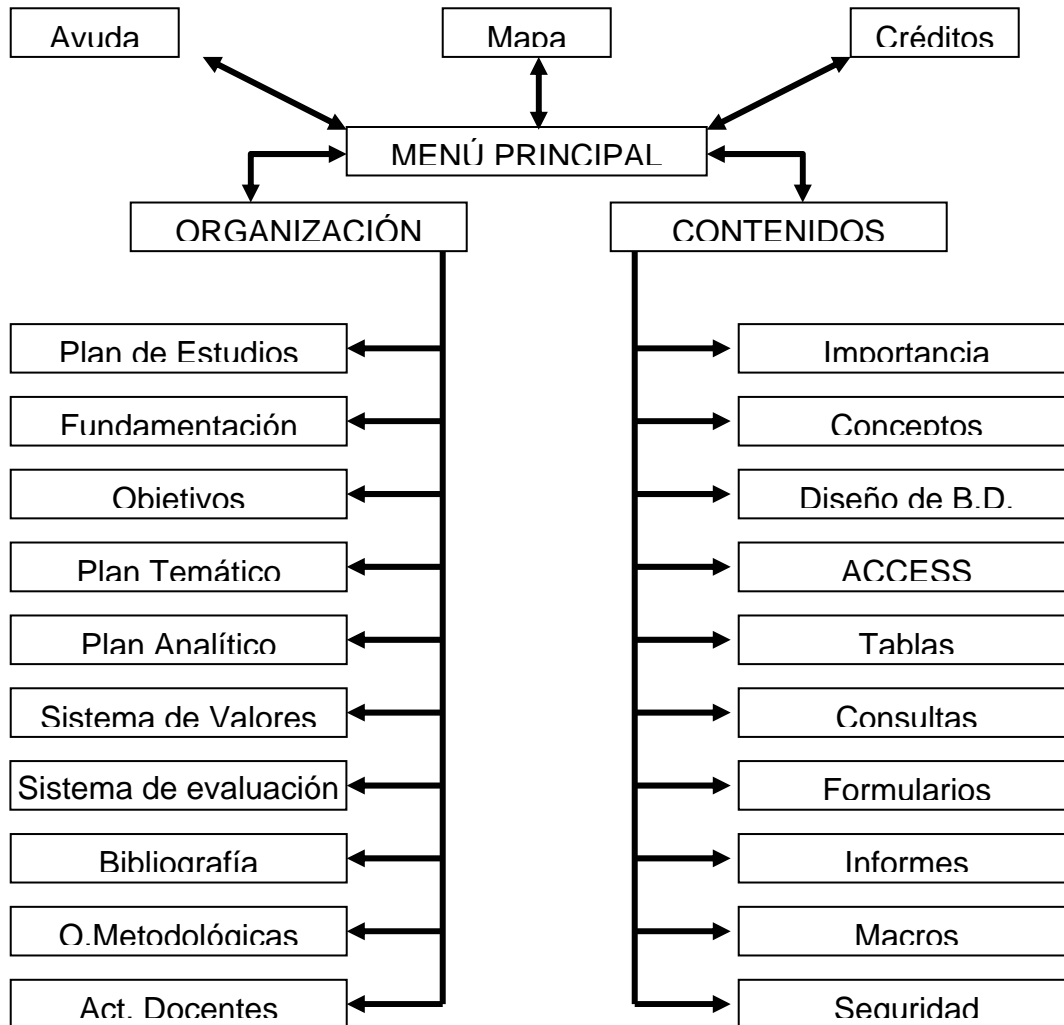 Ayuda
Mapa
Créditos
MENÚ PRINCIPAL
ORGANIZACIÓN
CONTENIDOS
Plan de Estudios
Importancia
Fundamentación
Conceptos
Objetivos
Diseño de B.D.
Plan Temático
ACCESS
Plan Analítico
Tablas
Sistema de Valores
Consultas
Sistema de evaluación
Formularios
Bibliografía
Informes
O.Metodológicas
Macros
Act. Docentes
Seguridad